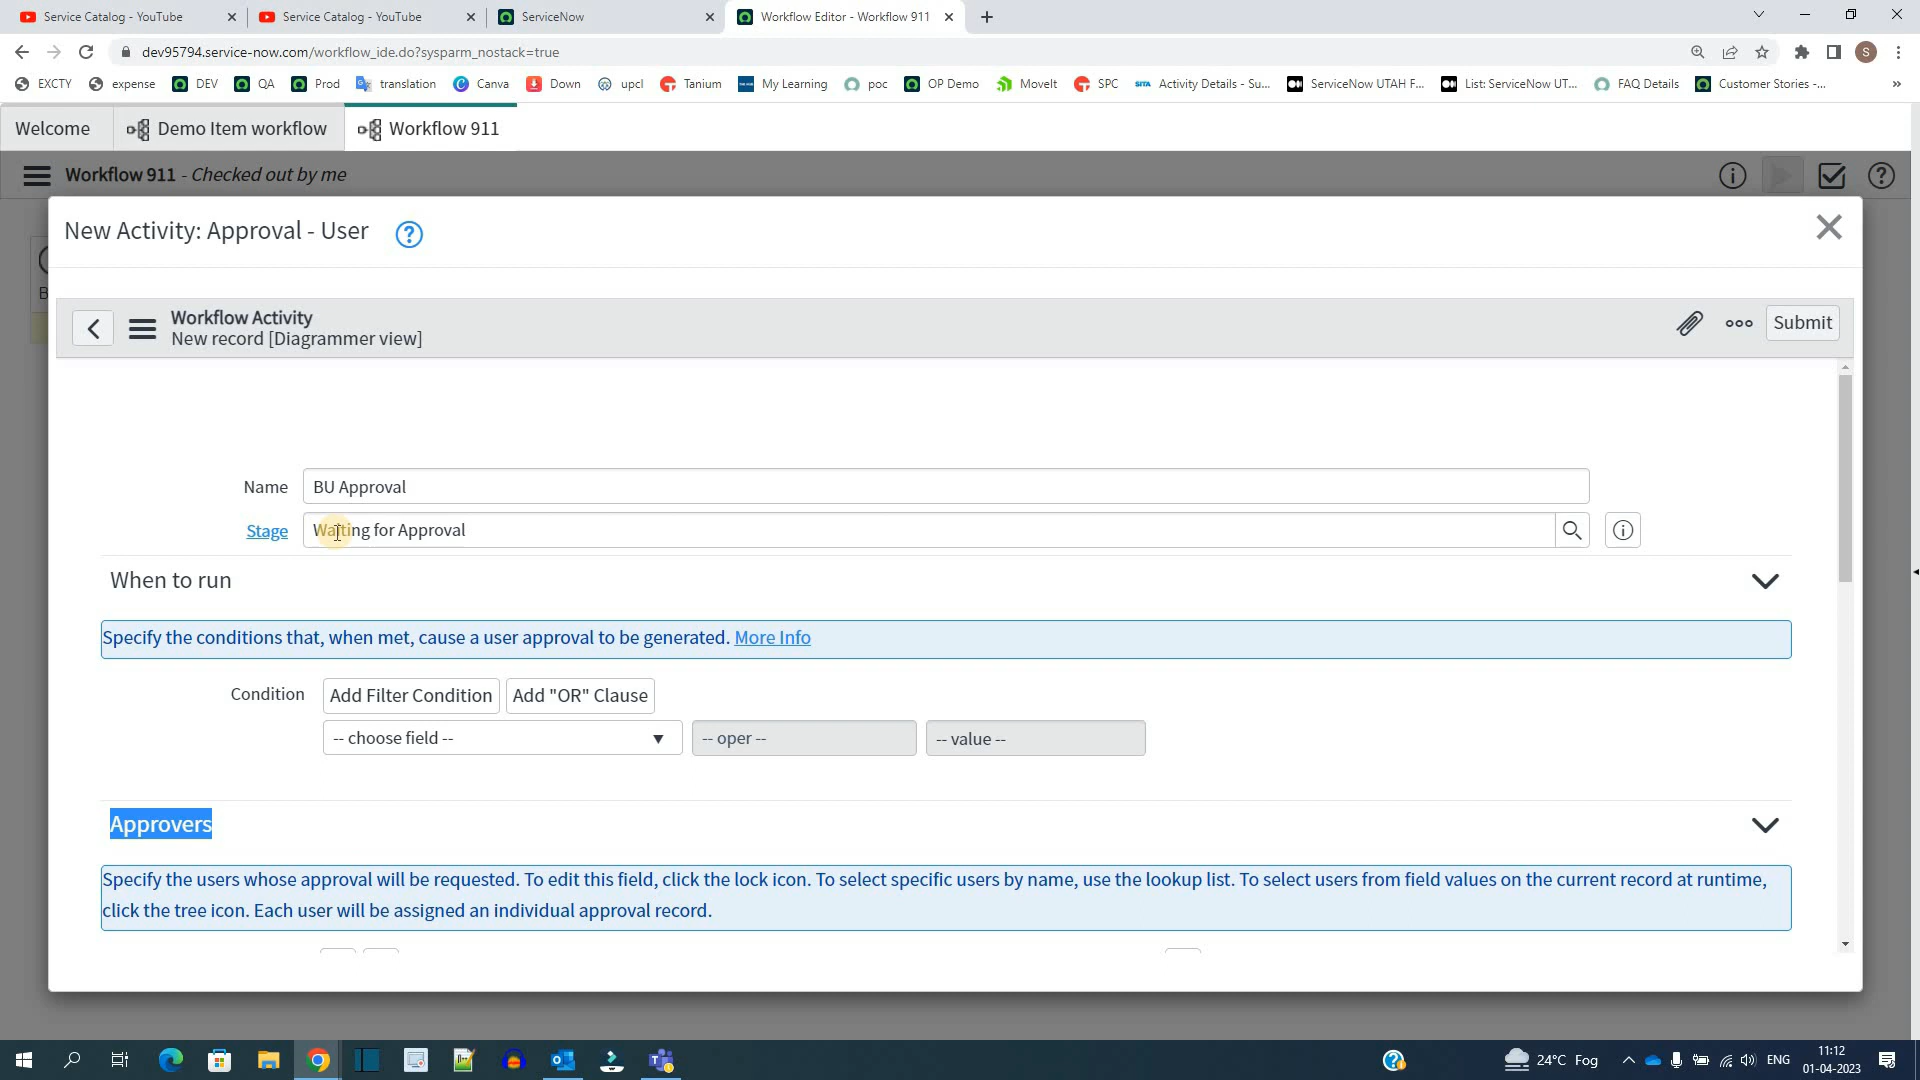 Service Catalog - YouTube
Service Catalog - YouTube
ServiceNow
Workflow Editor - Workflow 911
dev95794.service-now.com/workflow_ide.do?sysparm_nostack=true
S
EXCTY
expense
DEV
QA
Prod
translation
Canva
Down
upcl
Tanium
My Learning
poc
OP Demo
MoveIt
SPC
SITA
Activity Details - Su...
ServiceNow UTAH F...
List: ServiceNow UT...
FAQ Details
Customer Stories -...
»
Welcome
Demo Item workflow
Workflow 911
Workflow 911 - Checked out by me
New Activity: Approval - User
Workflow Activity
New record [Diagrammer view]
Submit
B
Name
BU Approval
Stage
Waiting for Approval
When to run
Specify the conditions that, when met, cause a user approval to be generated. More Info
Condition
Add Filter Condition
Add "OR" Clause
-- choose field --
-- oper --
-- value --
Approvers
Specify the users whose approval will be requested. To edit this field, click the lock icon. To select specific users by name, use the lookup list. To select users from field values on the current record at runtime,
click the tree icon. Each user will be assigned an individual approval record.
24°C Fog
ENG
11:12
01-04-2023